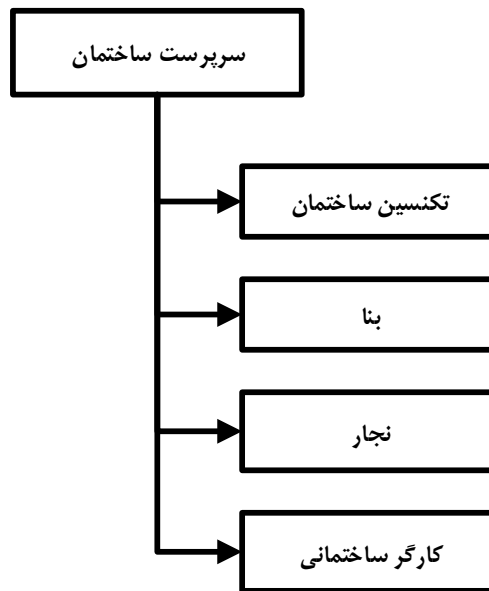 سرپرست ساختمان
تکنسین ساختمان
بنا
نجار
کارگر ساختمانی